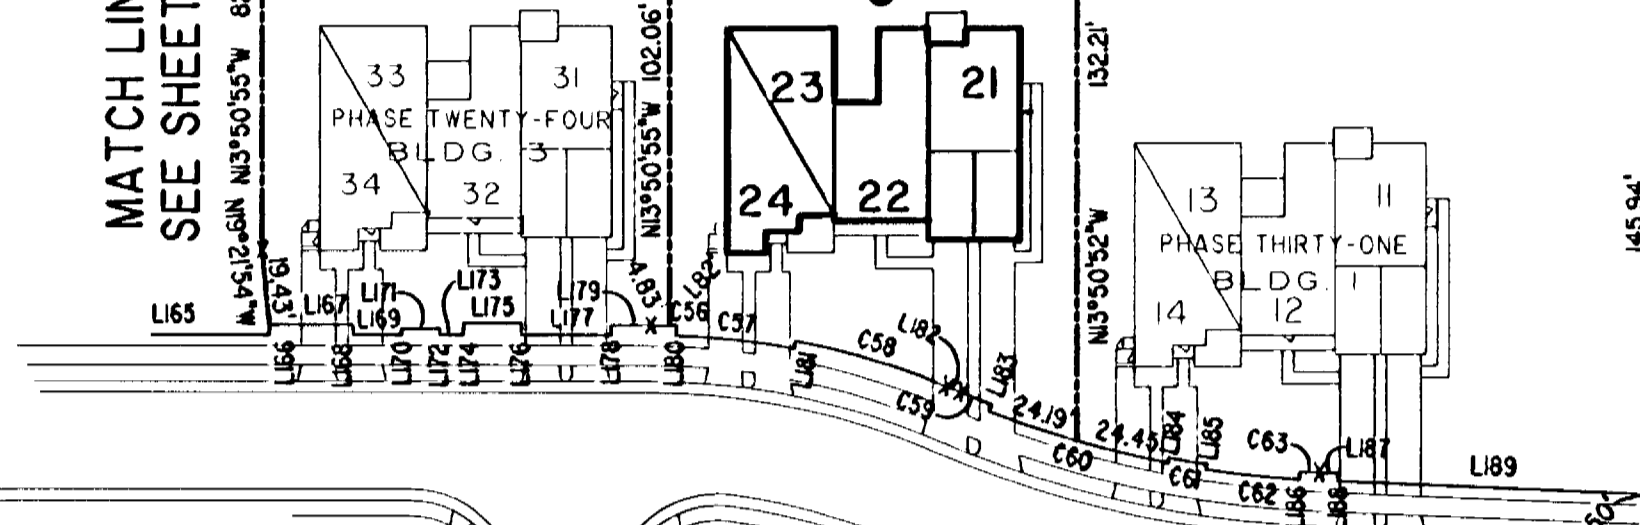 MATCH LIN
SEE SHEET
N19°21'54"W N13°50'55"W
19.43'
33
31
PHASE TWENTY-FOUR
BLDG. 3
34
32
N13°50'55"W 102.06'
4.83
23
21
24
22
132.21'
N13°50'52"W
13
11
PHASE THIRTY-ONE
BLDG. 1
14
12
145.94'
L165
L167
L169
L171
L173
L175
L177
L179
C56
C57
C58
L182
C59
L183
24.19'
24.45
C60
L184
L185
C61
C62
C63
L187
L189
L166
L168
L170
L172
L174
L176
L178
L180
L181
L186
L188
D
D